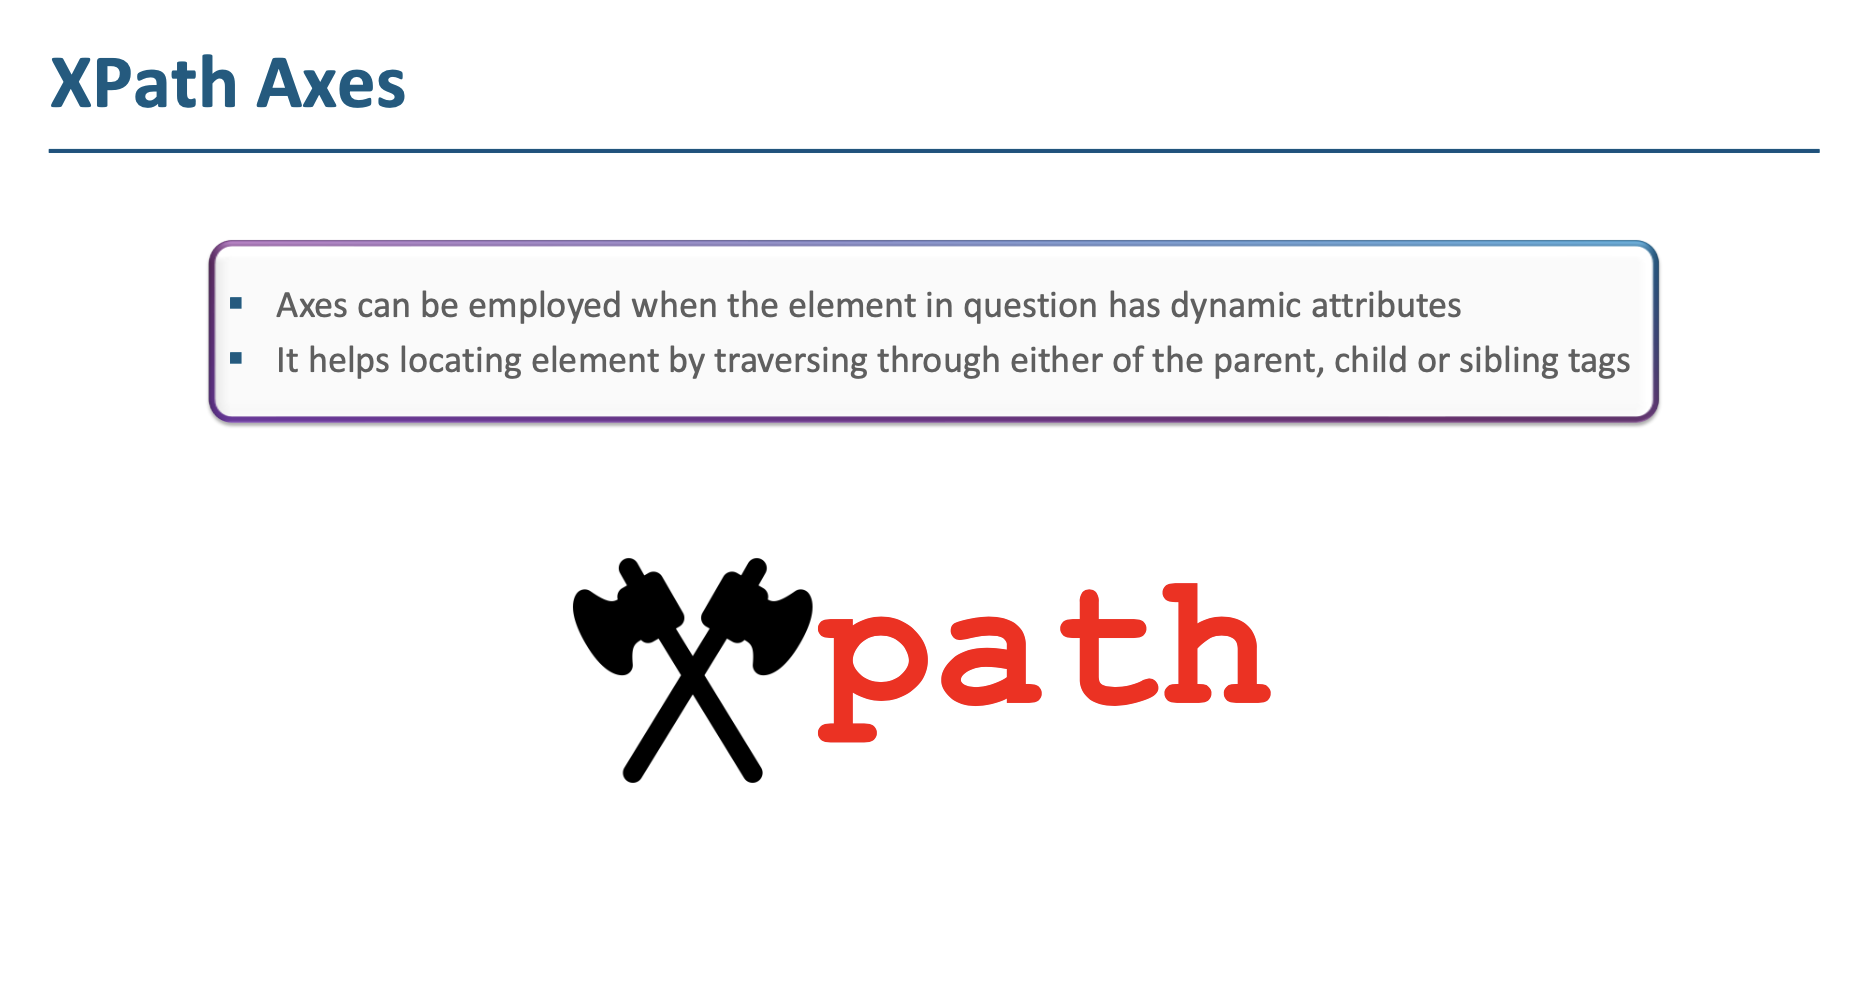 XPath Axes
▪ Axes can be employed when the element in question has dynamic attributes
▪ It helps locating element by traversing through either of the parent, child or sibling tags
path